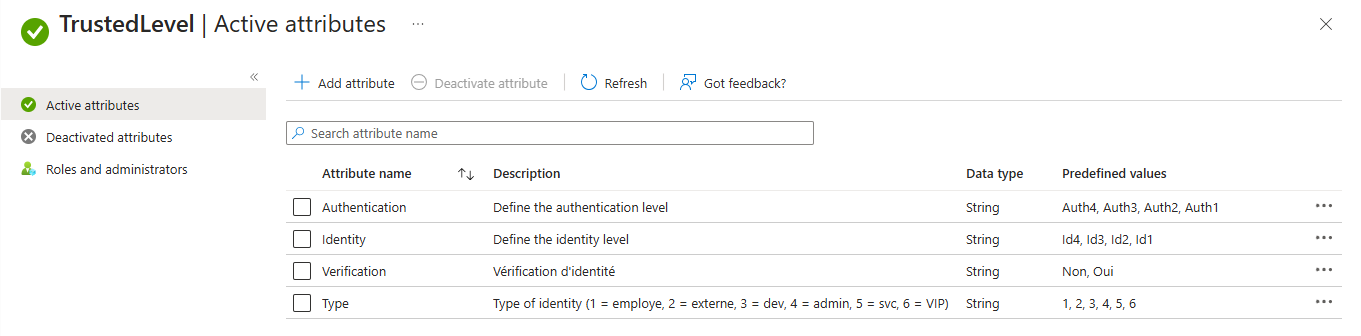 TrustedLevel | Active attributes ...
«
Add attribute Deactivate attribute Refresh Got feedback?
Active attributes
Deactivated attributes
Roles and administrators
Search attribute name
Attribute name Description Data type Predefined values
Authentication Define the authentication level String Auth4, Auth3, Auth2, Auth1 ...
Identity Define the identity level String Id4, Id3, Id2, Id1 ...
Verification Vérification d'identité String Non, Oui ...
Type Type of identity (1 = employe, 2 = externe, 3 = dev, 4 = admin, 5 = svc, 6 = VIP) String 1, 2, 3, 4, 5, 6 ...